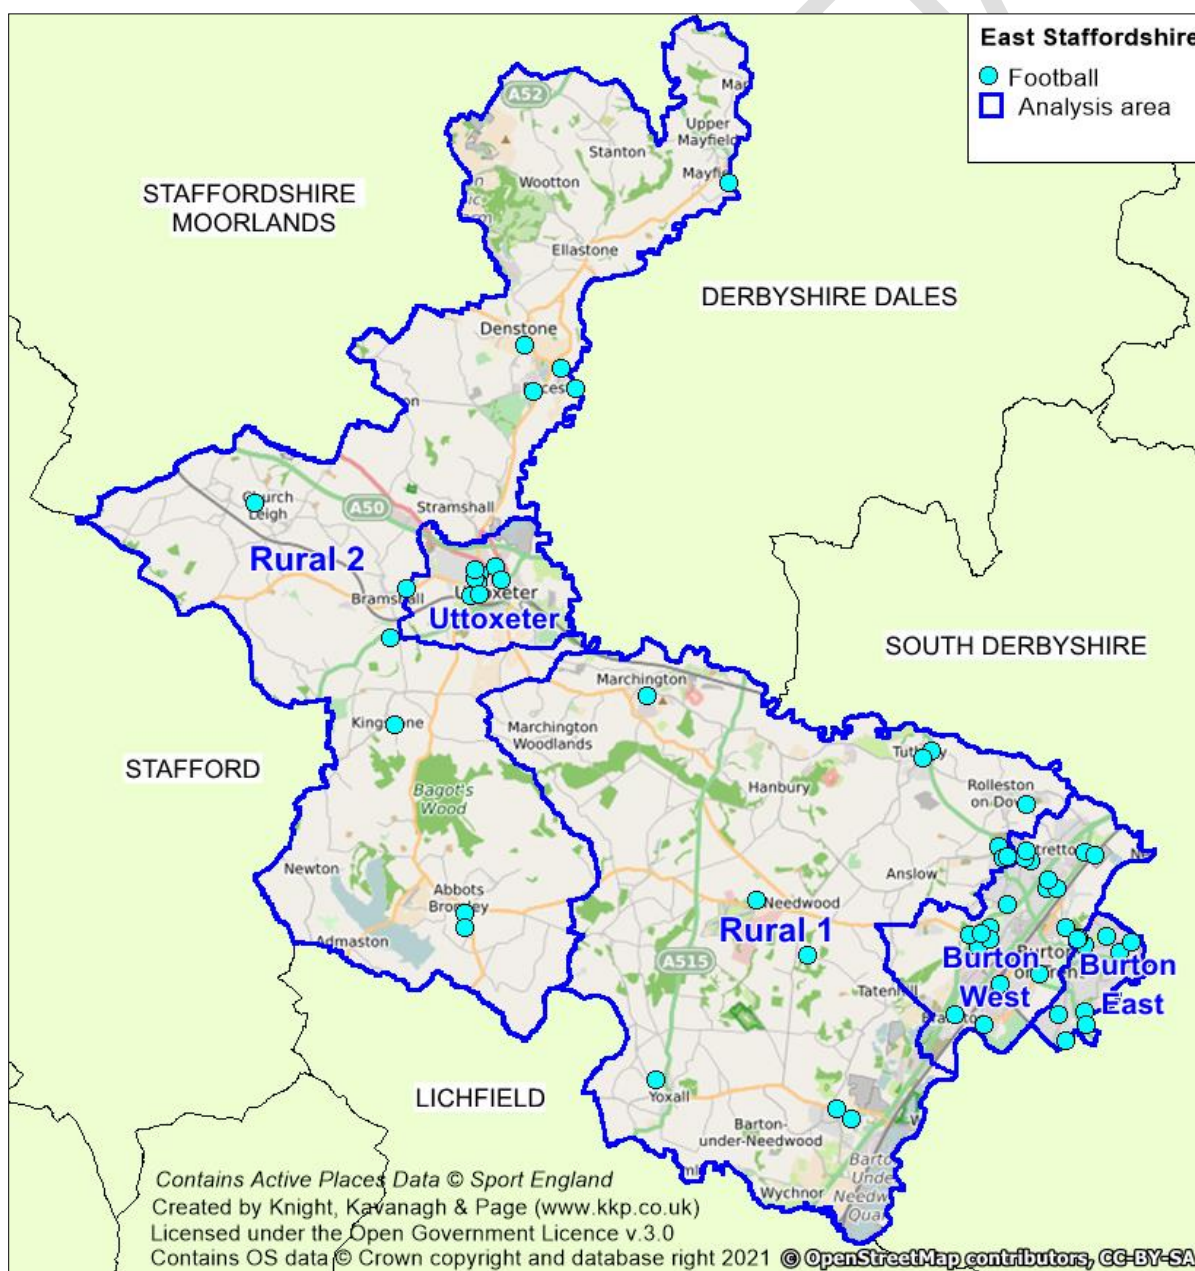 East Staffordshire
Football
Analysis area
A52
Upper
Mayfield
Stanton
Wootton
STAFFORDSHIRE
MOORLANDS
Ellastone
DERBYSHIRE DALES
Denstone
Church
Leigh
A50
Stramshall
Rural 2
Bramshall
Uttoxeter
SOUTH DERBYSHIRE
Marchington
Marchington
Woodlands
STAFFORD
Hanbury
Bagot's
Wood
Rolleston
Newton
Anslow
Abbots
Bromley
Needwood
Rural 1
Admaston
A515
Burton
West
Burton
East
Tatenhill
LICHFIELD
Yoxall
Barton-
under-Needwood
Wychnor
Contains Active Places Data © Sport England
Created by Knight, Kavanagh & Page (www.kkp.co.uk)
Licensed under the Open Government Licence v.3.0
Contains OS data © Crown copyright and database right 2021
© OpenStreetMap contributors, CC-BY-SA